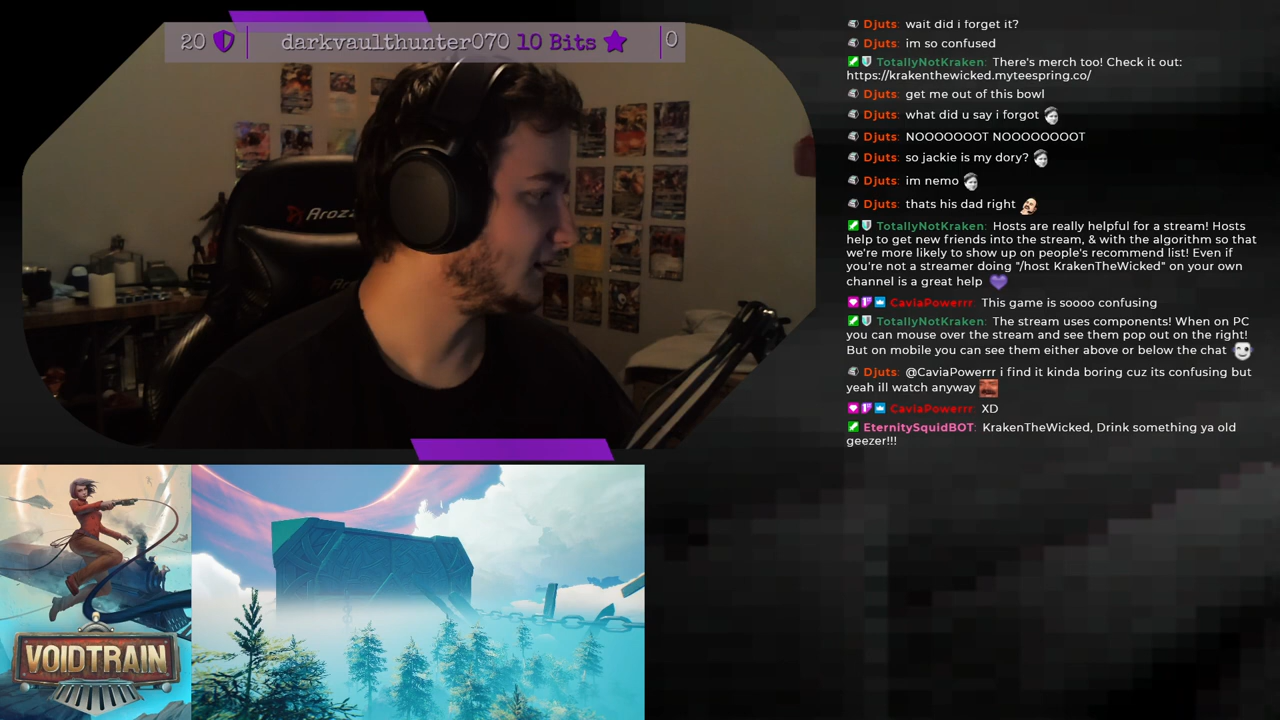 20 darkvaulthunter070 10 Bits 0
Aroz
Djuts: wait did i forget it?
Djuts: im so confused
TotallyNotKraken: There's merch too! Check it out:
https://krakenthewicked.myteespring.co/
Djuts: get me out of this bowl
Djuts: what did u say i forgot
Djuts: NOOOOOOOT NOOOOOOOOT
Djuts: so jackie is my dory?
Djuts: im nemo
Djuts: thats his dad right
TotallyNotKraken: Hosts are really helpful for a stream! Hosts
help to get new friends into the stream, & with the algorithm so that
we're more likely to show up on people's recommend list! Even if
you're not a streamer doing "/host KrakenTheWicked" on your own
channel is a great help
CaviaPowerrr: This game is soooo confusing
TotallyNotKraken: The stream uses components! When on PC
you can mouse over the stream and see them pop out on the right!
But on mobile you can see them either above or below the chat
Djuts: @CaviaPowerrr i find it kinda boring cuz its confusing but
yeah ill watch anyway
CaviaPowerrr: XD
EternitySquidBOT: KrakenTheWicked, Drink something ya old
geezer!!!
VOIDTRAIN